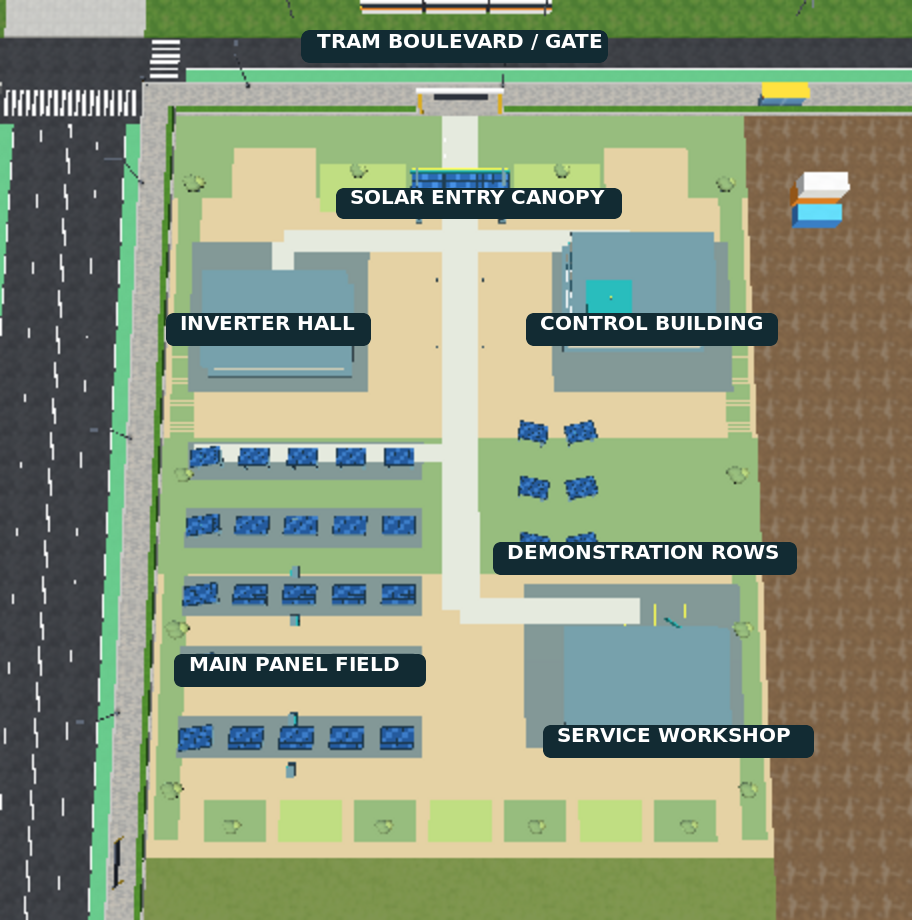 TRAM BOULEVARD / GATE
SOLAR ENTRY CANOPY
INVERTER HALL
CONTROL BUILDING
DEMONSTRATION ROWS
MAIN PANEL FIELD
SERVICE WORKSHOP